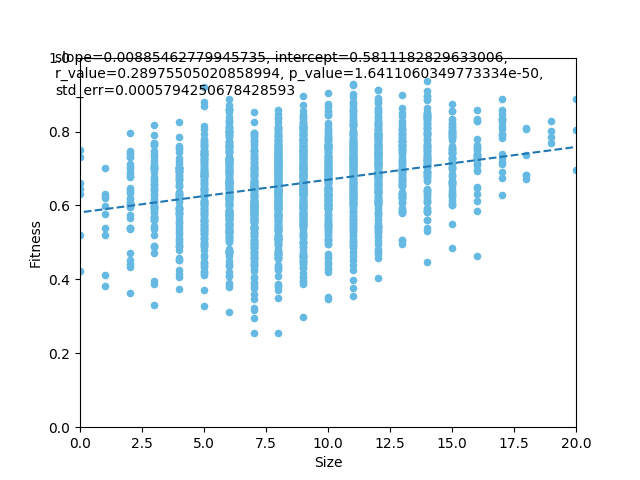 slope=0.00885462779945735, intercept=0.5811182829633006,
r_value=0.28975505020858994, p_value=1.6411060349773334e-50,
std_err=0.0005794250678428593
1.0
0.8
0.6
0.4
0.2
0.0
Fitness
0.0 2.5 5.0 7.5 10.0 12.5 15.0 17.5 20.0
Size